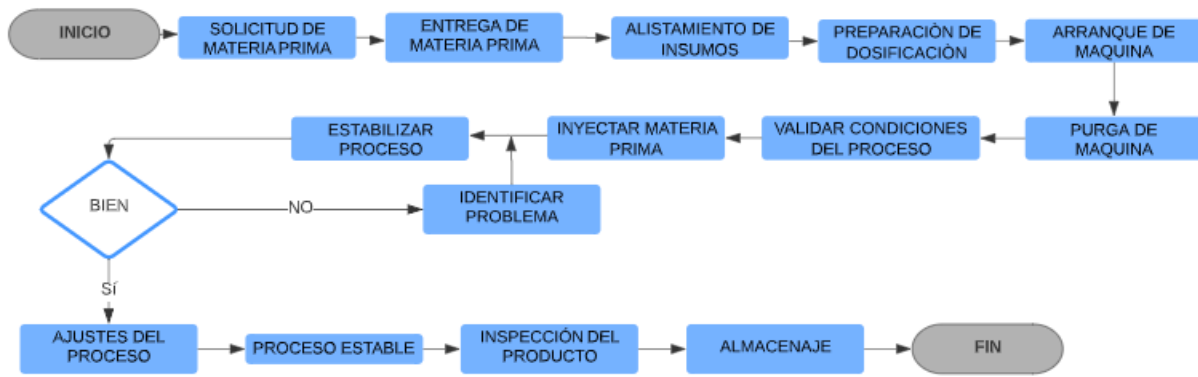 INICIO
SOLICITUD DE
MATERIA PRIMA
ENTREGA DE
MATERIA PRIMA
ALISTAMIENTO DE
INSUMOS
PREPARACIÒN DE
DOSIFICACIÒN
ARRANQUE DE
MAQUINA
ESTABILIZAR
PROCESO
INYECTAR MATERIA
PRIMA
VALIDAR CONDICIONES
DEL PROCESO
PURGA DE
MAQUINA
BIEN
NO
IDENTIFICAR
PROBLEMA
Sí
AJUSTES DEL
PROCESO
PROCESO ESTABLE
INSPECCIÓN DEL
PRODUCTO
ALMACENAJE
FIN